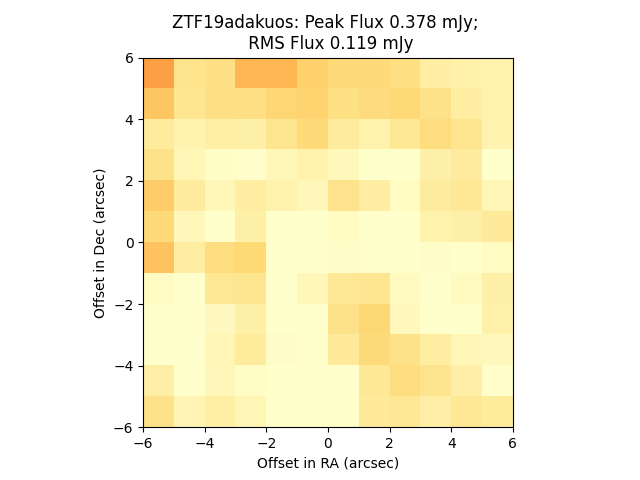 ZTF19adakuos: Peak Flux 0.378 mJy;
RMS Flux 0.119 mJy
6
4
2
0
−2
−4
−6
Offset in Dec (arcsec)
−6 −4 −2 0 2 4 6
Offset in RA (arcsec)